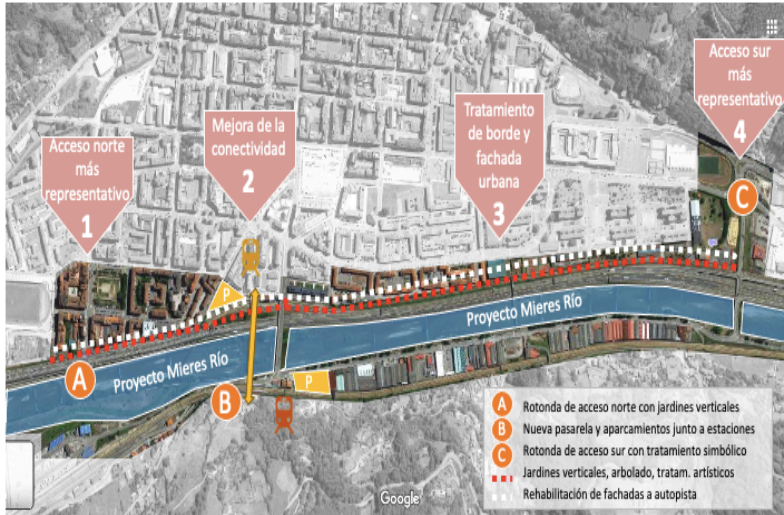 Acceso sur
más
representativo
4
Mejora de la
conectividad
2
Tratamiento
de borde y
fachada
urbana
3
Acceso norte
más
representativo
1
C
P
Proyecto Mieres Río
Proyecto Mieres Río
A
B
P
A Rotonda de acceso norte con jardines verticales
B Nueva pasarela y aparcamientos junto a estaciones
C Rotonda de acceso sur con tratamiento simbólico
Jardines verticales, arbolado, tratam. artísticos
Rehabilitación de fachadas a autopista
Google